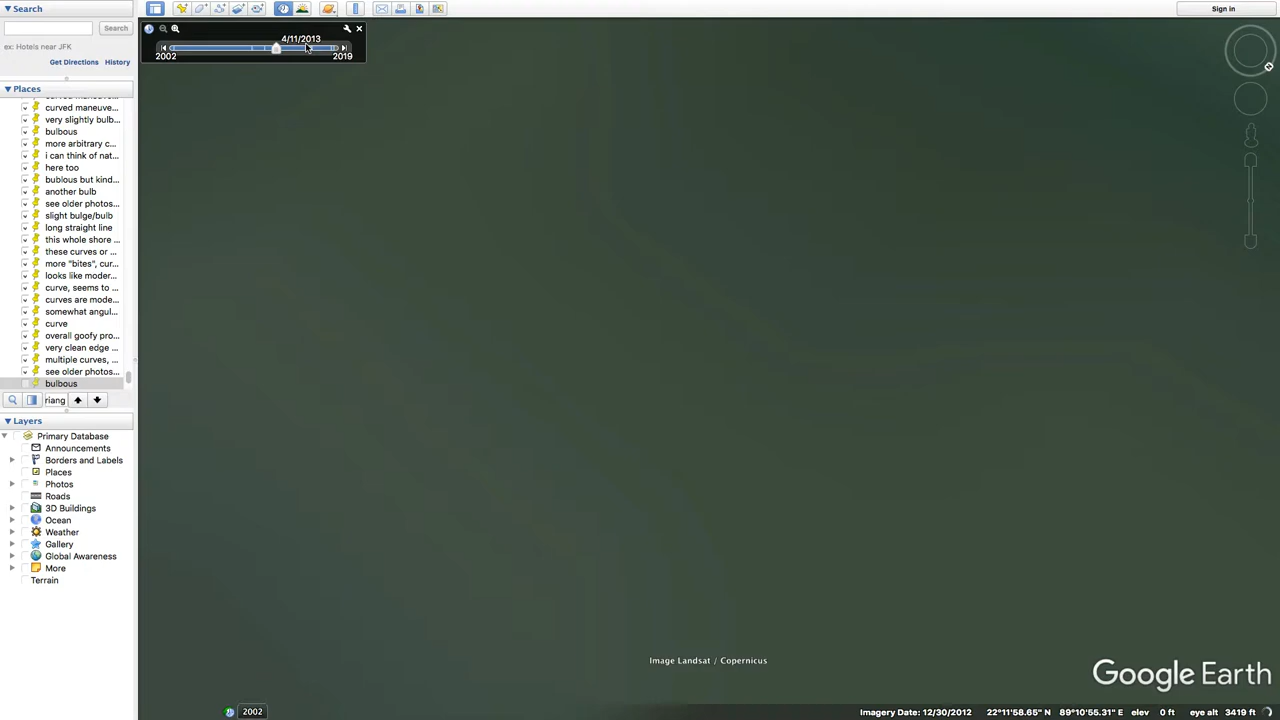 Search
Sign in
Search
4/11/2013
ex: Hotels near JFK
2002
2019
Get Directions
History
Places
curved maneuve...
very slightly bulb...
bulbous
more arbitrary c...
i can think of nat...
here too
bublous but kind...
another bulb
see older photos...
slight bulge/bulb
long straight line
this whole shore ...
these curves or ...
more "bites", cur...
looks like moder...
curve, seems to ...
curves are mode...
somewhat angul...
curve
overall goofy pro...
very clean edge ...
multiple curves, ...
see older photos...
bulbous
riang
Layers
Primary Database
Announcements
Borders and Labels
Places
Photos
Roads
3D Buildings
Ocean
Weather
Gallery
Global Awareness
More
Terrain
Image Landsat / Copernicus
Google Earth
2002
Imagery Date: 12/30/2012 22°11'58.65" N 89°10'55.31" E elev 0 ft eye alt 3419 ft